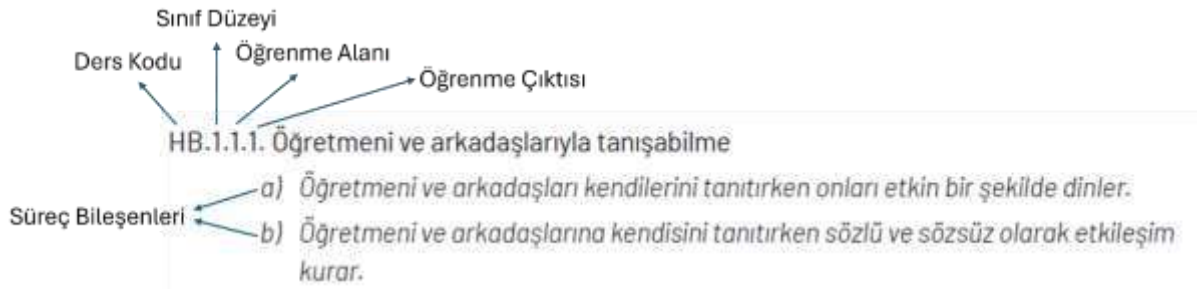 Sınıf Düzeyi
Ders Kodu
Öğrenme Alanı
Öğrenme Çıktısı
HB.1.1.1. Öğretmeni ve arkadaşlarıyla tanışabilme
Süreç Bileşenleri
a) Öğretmeni ve arkadaşları kendilerini tanıtırken onları etkin bir şekilde dinler.
b) Öğretmeni ve arkadaşlarına kendisini tanıtırken sözlü ve sözsüz olarak etkileşim
kurar.